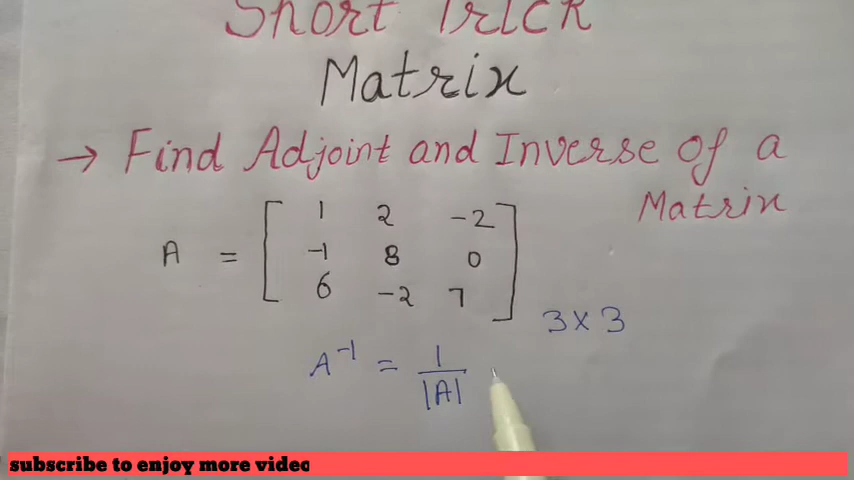 Short Trick
Matrix
→ Find Adjoint and Inverse Of a
Matrix
A = [ 1 2 -2
-1 8 0
6 -2 7 ] 3 × 3
A⁻¹ = 1/|A|
subscribe to enjoy more videc